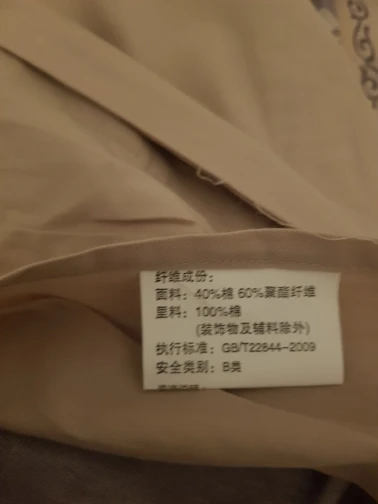 纤维成份:
面料: 40%棉 60%聚酯纤维
里料: 100%棉
(装饰物及辅料除外)
执行标准: GB/T22844-2009
安全类别: B类